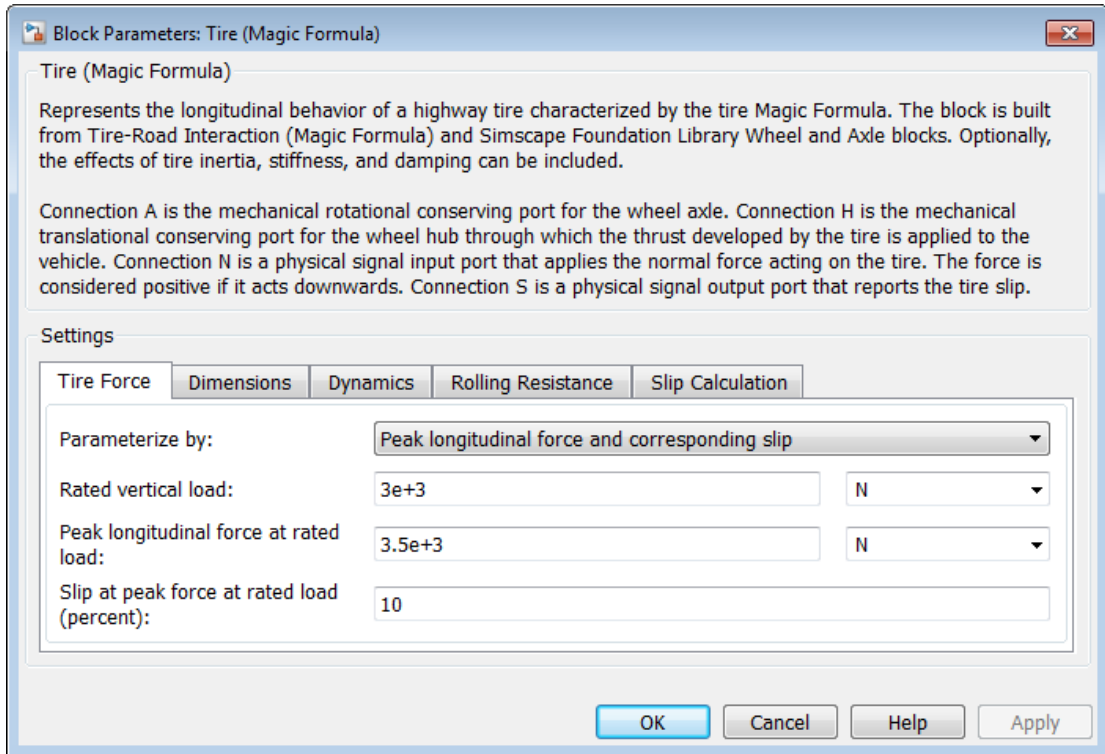 Block Parameters: Tire (Magic Formula)
Tire (Magic Formula)
Represents the longitudinal behavior of a highway tire characterized by the tire Magic Formula. The block is built
from Tire-Road Interaction (Magic Formula) and Simscape Foundation Library Wheel and Axle blocks. Optionally,
the effects of tire inertia, stiffness, and damping can be included.
Connection A is the mechanical rotational conserving port for the wheel axle. Connection H is the mechanical
translational conserving port for the wheel hub through which the thrust developed by the tire is applied to the
vehicle. Connection N is a physical signal input port that applies the normal force acting on the tire. The force is
considered positive if it acts downwards. Connection S is a physical signal output port that reports the tire slip.
Settings
Tire Force Dimensions Dynamics Rolling Resistance Slip Calculation
Parameterize by: Peak longitudinal force and corresponding slip
Rated vertical load: 3e+3 N
Peak longitudinal force at rated
load: 3.5e+3 N
Slip at peak force at rated load
(percent): 10
OK Cancel Help Apply